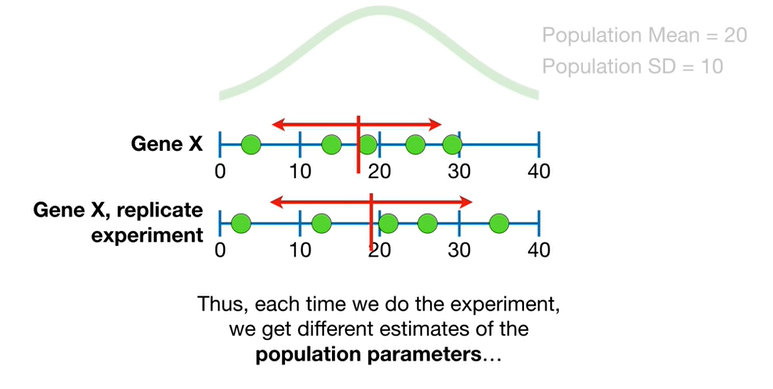 Population Mean = 20
Population SD = 10
Gene X
0 10 20 30 40
Gene X, replicate
experiment
0 10 20 30 40
Thus, each time we do the experiment,
we get different estimates of the
population parameters…